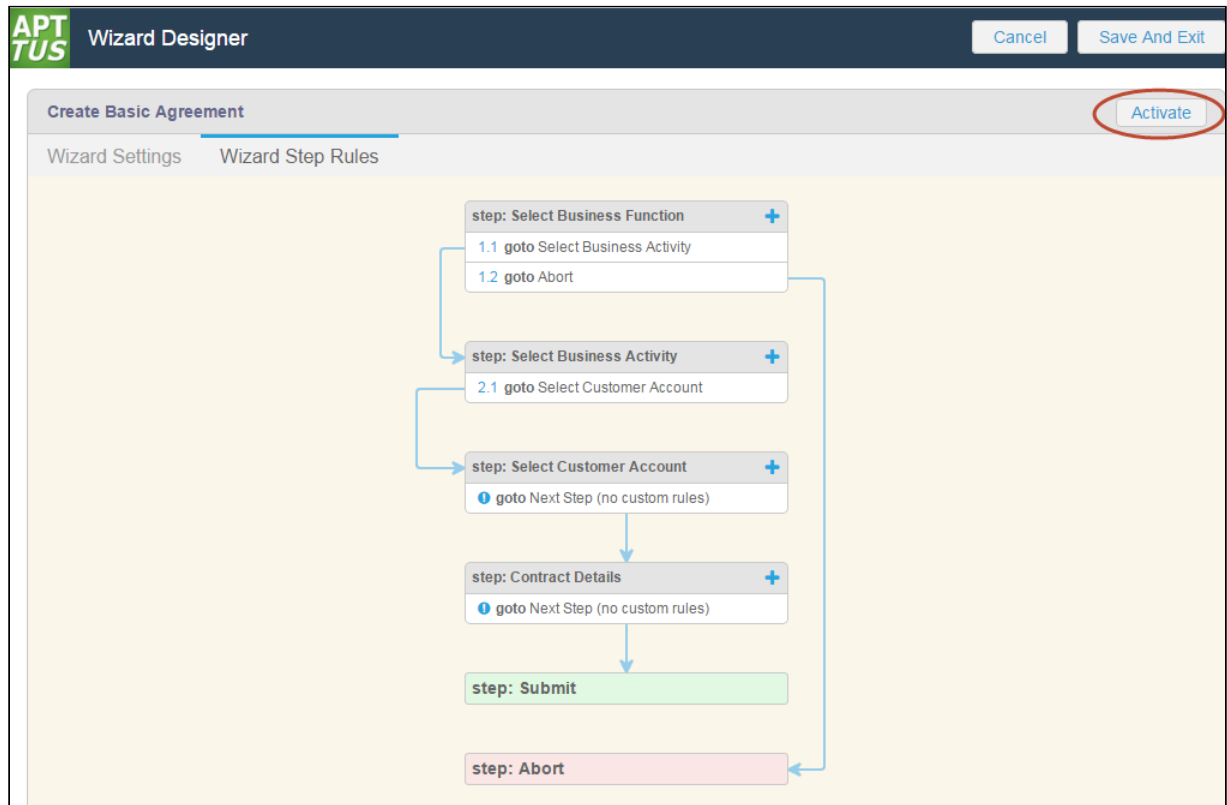 APT
TUS
Wizard Designer
Cancel
Save And Exit
Create Basic Agreement
Activate
Wizard Settings
Wizard Step Rules
step: Select Business Function
1.1 goto Select Business Activity
1.2 goto Abort
step: Select Business Activity
2.1 goto Select Customer Account
step: Select Customer Account
goto Next Step (no custom rules)
step: Contract Details
goto Next Step (no custom rules)
step: Submit
step: Abort